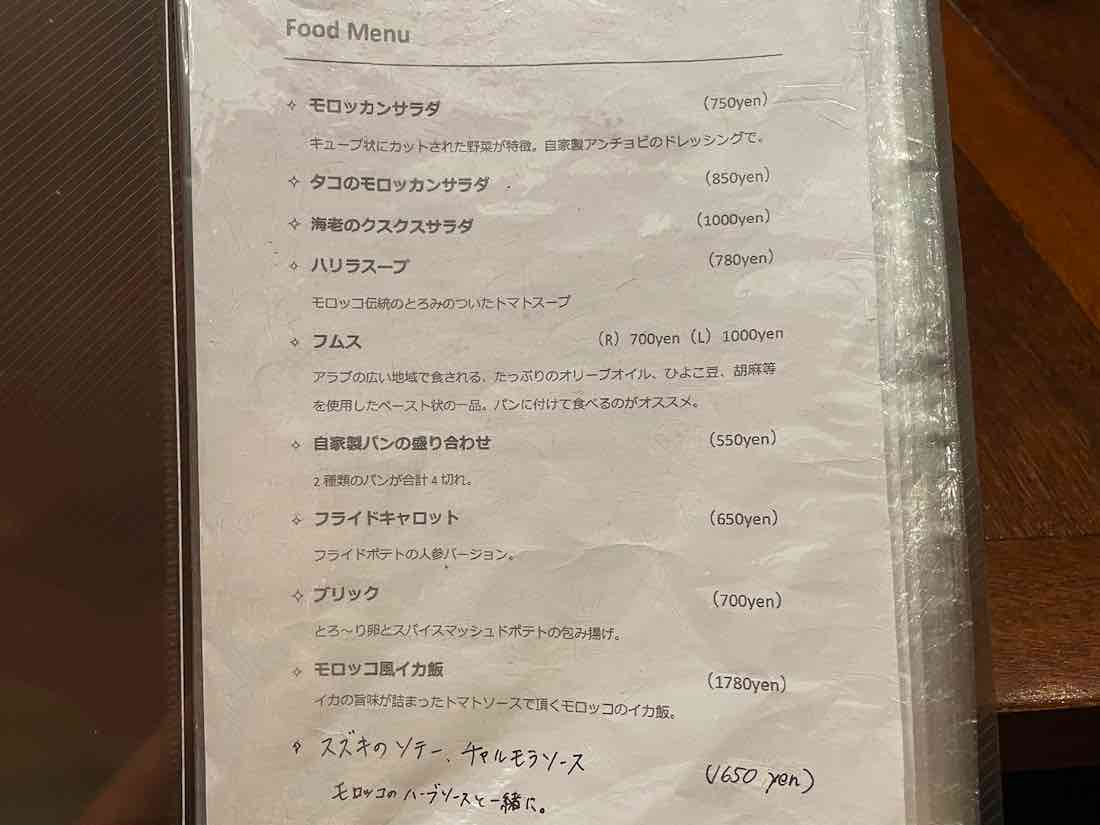 Food Menu
✧ モロッカンサラダ (750yen)
キューブ状にカットされた野菜が特徴。自家製アンチョビのドレッシングで。
✧ タコのモロッカンサラダ (850yen)
✧ 海老のクスクスサラダ (1000yen)
✧ ハリラスープ (780yen)
モロッコ伝統のとろみのついたトマトスープ
✧ フムス (R) 700yen (L) 1000yen
アラブの広い地域で食される、たっぷりのオリーブオイル、ひよこ豆、胡麻等
を使用したペースト状の一品。パンに付けて食べるのがオススメ。
✧ 自家製パンの盛り合わせ (550yen)
2 種類のパンが合計 4 切れ。
✧ フライドキャロット (650yen)
フライドポテトの人参バージョン。
✧ ブリック (700yen)
とろ～り卵とスパイスマッシュドポテトの包み揚げ。
✧ モロッコ風イカ飯 (1780yen)
イカの旨味が詰まったトマトソースで頂くモロッコのイカ飯。
✧ スズキのソテー、チャルモラソース (1650 yen)
モロッコのハーブソースと一緒に。